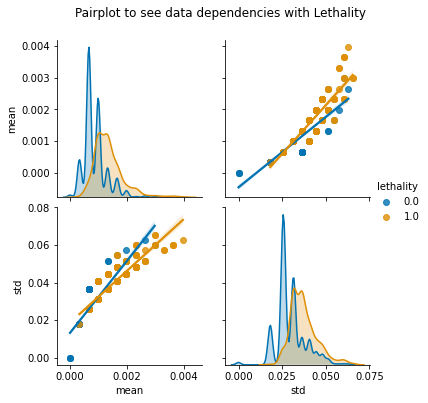 Pairplot to see data dependencies with Lethality
0.004
0.003
0.002
0.001
0.000
mean
lethality
0.0
1.0
0.08
0.06
0.04
0.02
0.00
std
0.000 0.002 0.004
mean
0.000 0.025 0.050 0.075
std